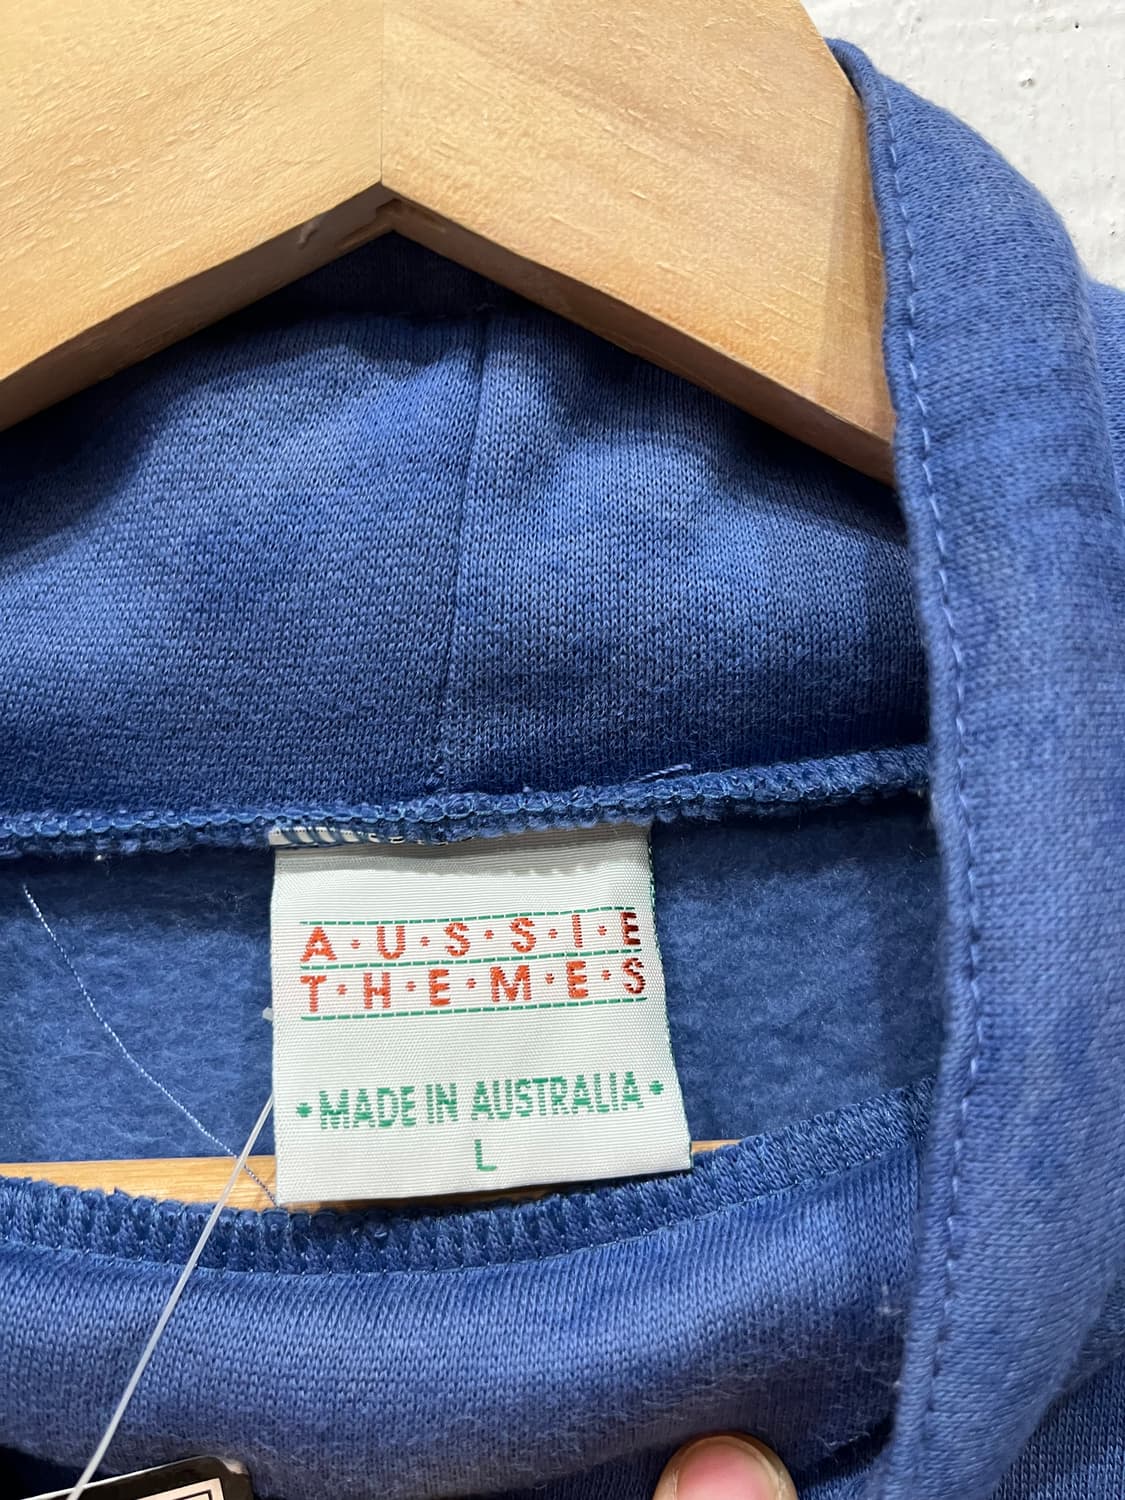 A·U·S·S·I·E
T·H·E·M·E·S
•MADE IN AUSTRALIA•
L